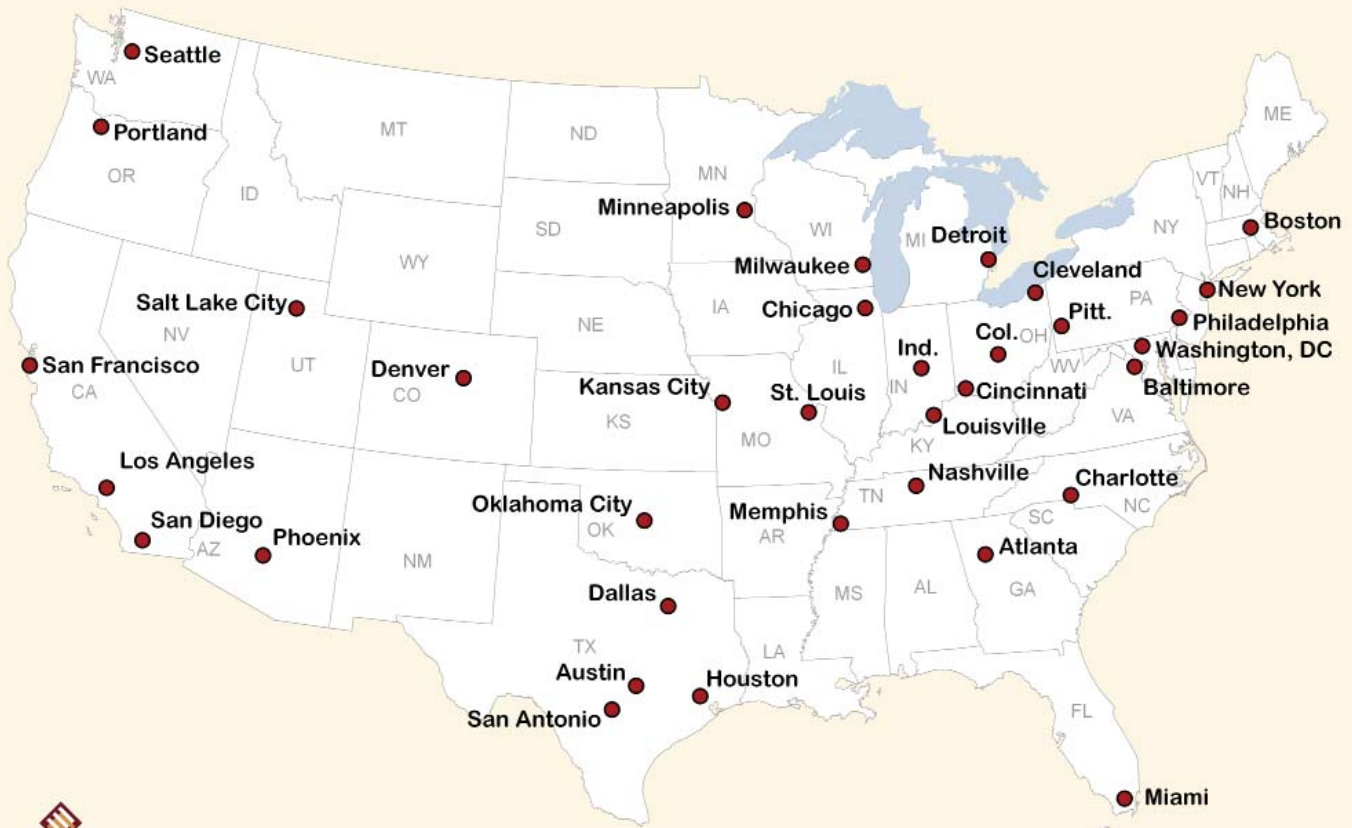 Seattle
WA
Portland
OR
MT
ND
ID
MN
Minneapolis
SD
WI
MI
Detroit
ME
VT
NH
NY
Boston
WY
Milwaukee
Cleveland
Salt Lake City
NV
IA
Chicago
PA
New York
NE
Pitt.
Philadelphia
Col.
OH
Washington, DC
San Francisco
CA
UT
Denver
CO
Ind.
IL
IN
WV
Baltimore
Kansas City
St. Louis
Cincinnati
KS
MO
Louisville
VA
KY
Los Angeles
Nashville
Charlotte
TN
NC
Oklahoma City
OK
Memphis
AR
SC
San Diego
AZ
Phoenix
NM
Atlanta
Dallas
MS
AL
GA
TX
LA
Austin
Houston
San Antonio
FL
Miami